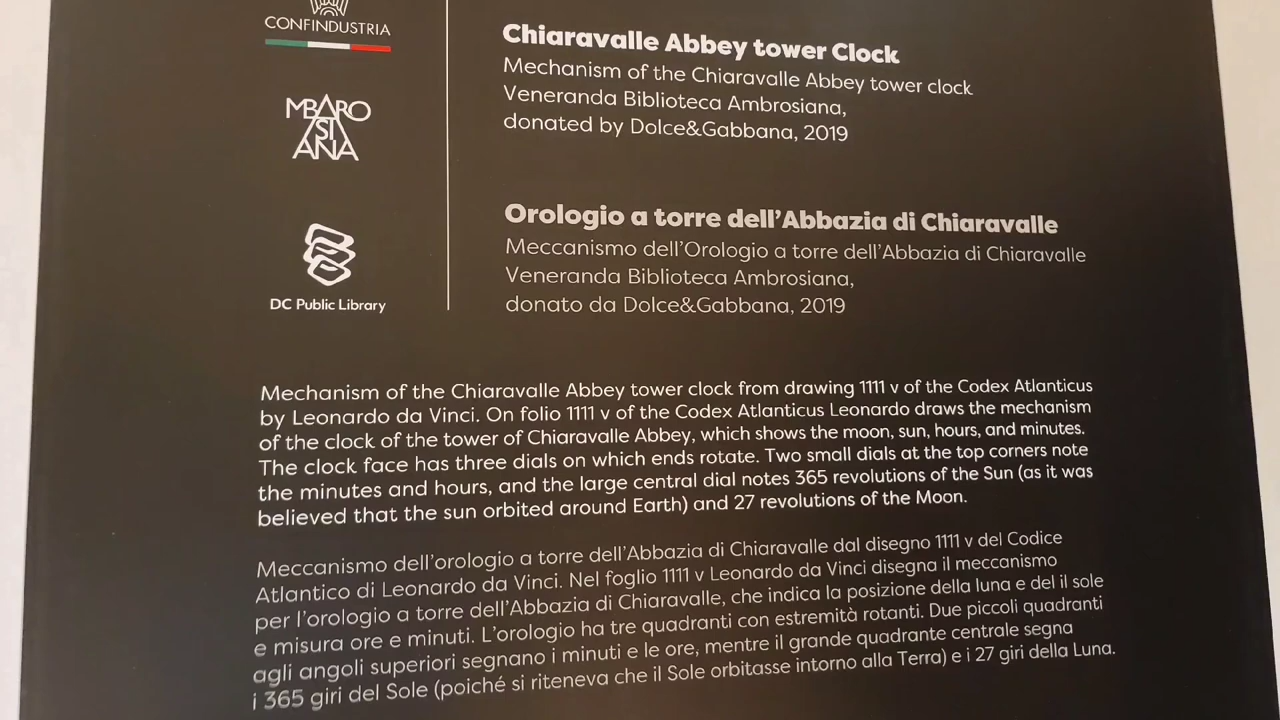 CONFINDUSTRIA
MBAROSIANA
DC Public Library
Chiaravalle Abbey tower Clock
Mechanism of the Chiaravalle Abbey tower clock
Veneranda Biblioteca Ambrosiana,
donated by Dolce&Gabbana, 2019
Orologio a torre dell'Abbazia di Chiaravalle
Meccanismo dell'Orologio a torre dell'Abbazia di Chiaravalle
Veneranda Biblioteca Ambrosiana,
donato da Dolce&Gabbana, 2019
Mechanism of the Chiaravalle Abbey tower clock from drawing 1111 v of the Codex Atlanticus
by Leonardo da Vinci. On folio 1111 v of the Codex Atlanticus Leonardo draws the mechanism
of the clock of the tower of Chiaravalle Abbey, which shows the moon, sun, hours, and minutes.
The clock face has three dials on which ends rotate. Two small dials at the top corners note
the minutes and hours, and the large central dial notes 365 revolutions of the Sun (as it was
believed that the sun orbited around Earth) and 27 revolutions of the Moon.
Meccanismo dell'orologio a torre dell'Abbazia di Chiaravalle dal disegno 1111 v del Codice
Atlantico di Leonardo da Vinci. Nel foglio 1111 v Leonardo da Vinci disegna il meccanismo
per l'orologio a torre dell'Abbazia di Chiaravalle, che indica la posizione della luna e del il sole
e misura ore e minuti. L'orologio ha tre quadranti con estremità rotanti. Due piccoli quadranti
agli angoli superiori segnano i minuti e le ore, mentre il grande quadrante centrale segna
i 365 giri del Sole (poiché si riteneva che il Sole orbitasse intorno alla Terra) e i 27 giri della Luna.